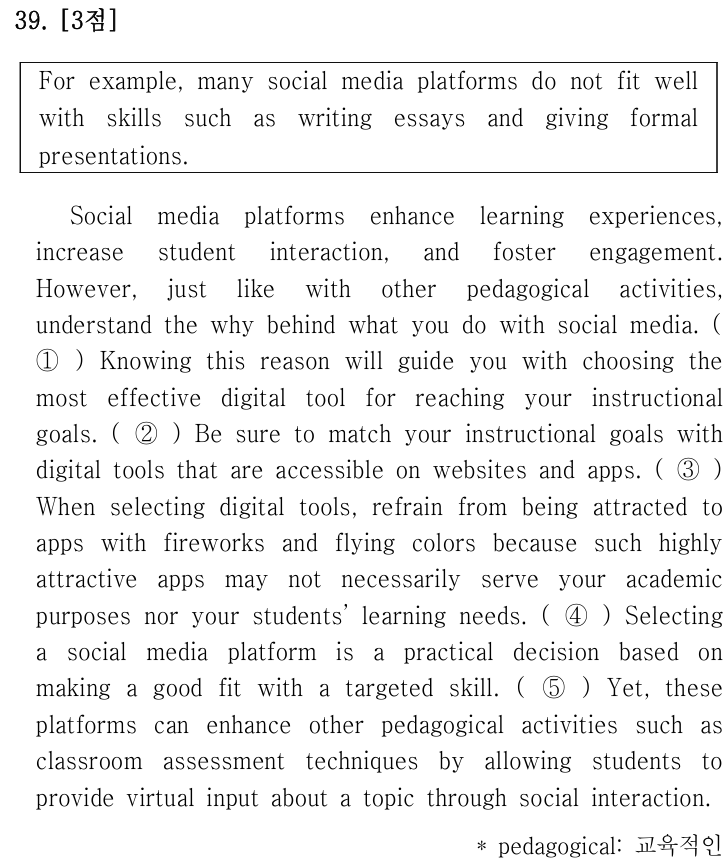 39. [3점]
For example, many social media platforms do not fit well
with skills such as writing essays and giving formal
presentations.
Social media platforms enhance learning experiences,
increase student interaction, and foster engagement.
However, just like with other pedagogical activities,
understand the why behind what you do with social media. (
① ) Knowing this reason will guide you with choosing the
most effective digital tool for reaching your instructional
goals. ( ② ) Be sure to match your instructional goals with
digital tools that are accessible on websites and apps. ( ③ )
When selecting digital tools, refrain from being attracted to
apps with fireworks and flying colors because such highly
attractive apps may not necessarily serve your academic
purposes nor your students’ learning needs. ( ④ ) Selecting
a social media platform is a practical decision based on
making a good fit with a targeted skill. ( ⑤ ) Yet, these
platforms can enhance other pedagogical activities such as
classroom assessment techniques by allowing students to
provide virtual input about a topic through social interaction.
* pedagogical: 교육적인